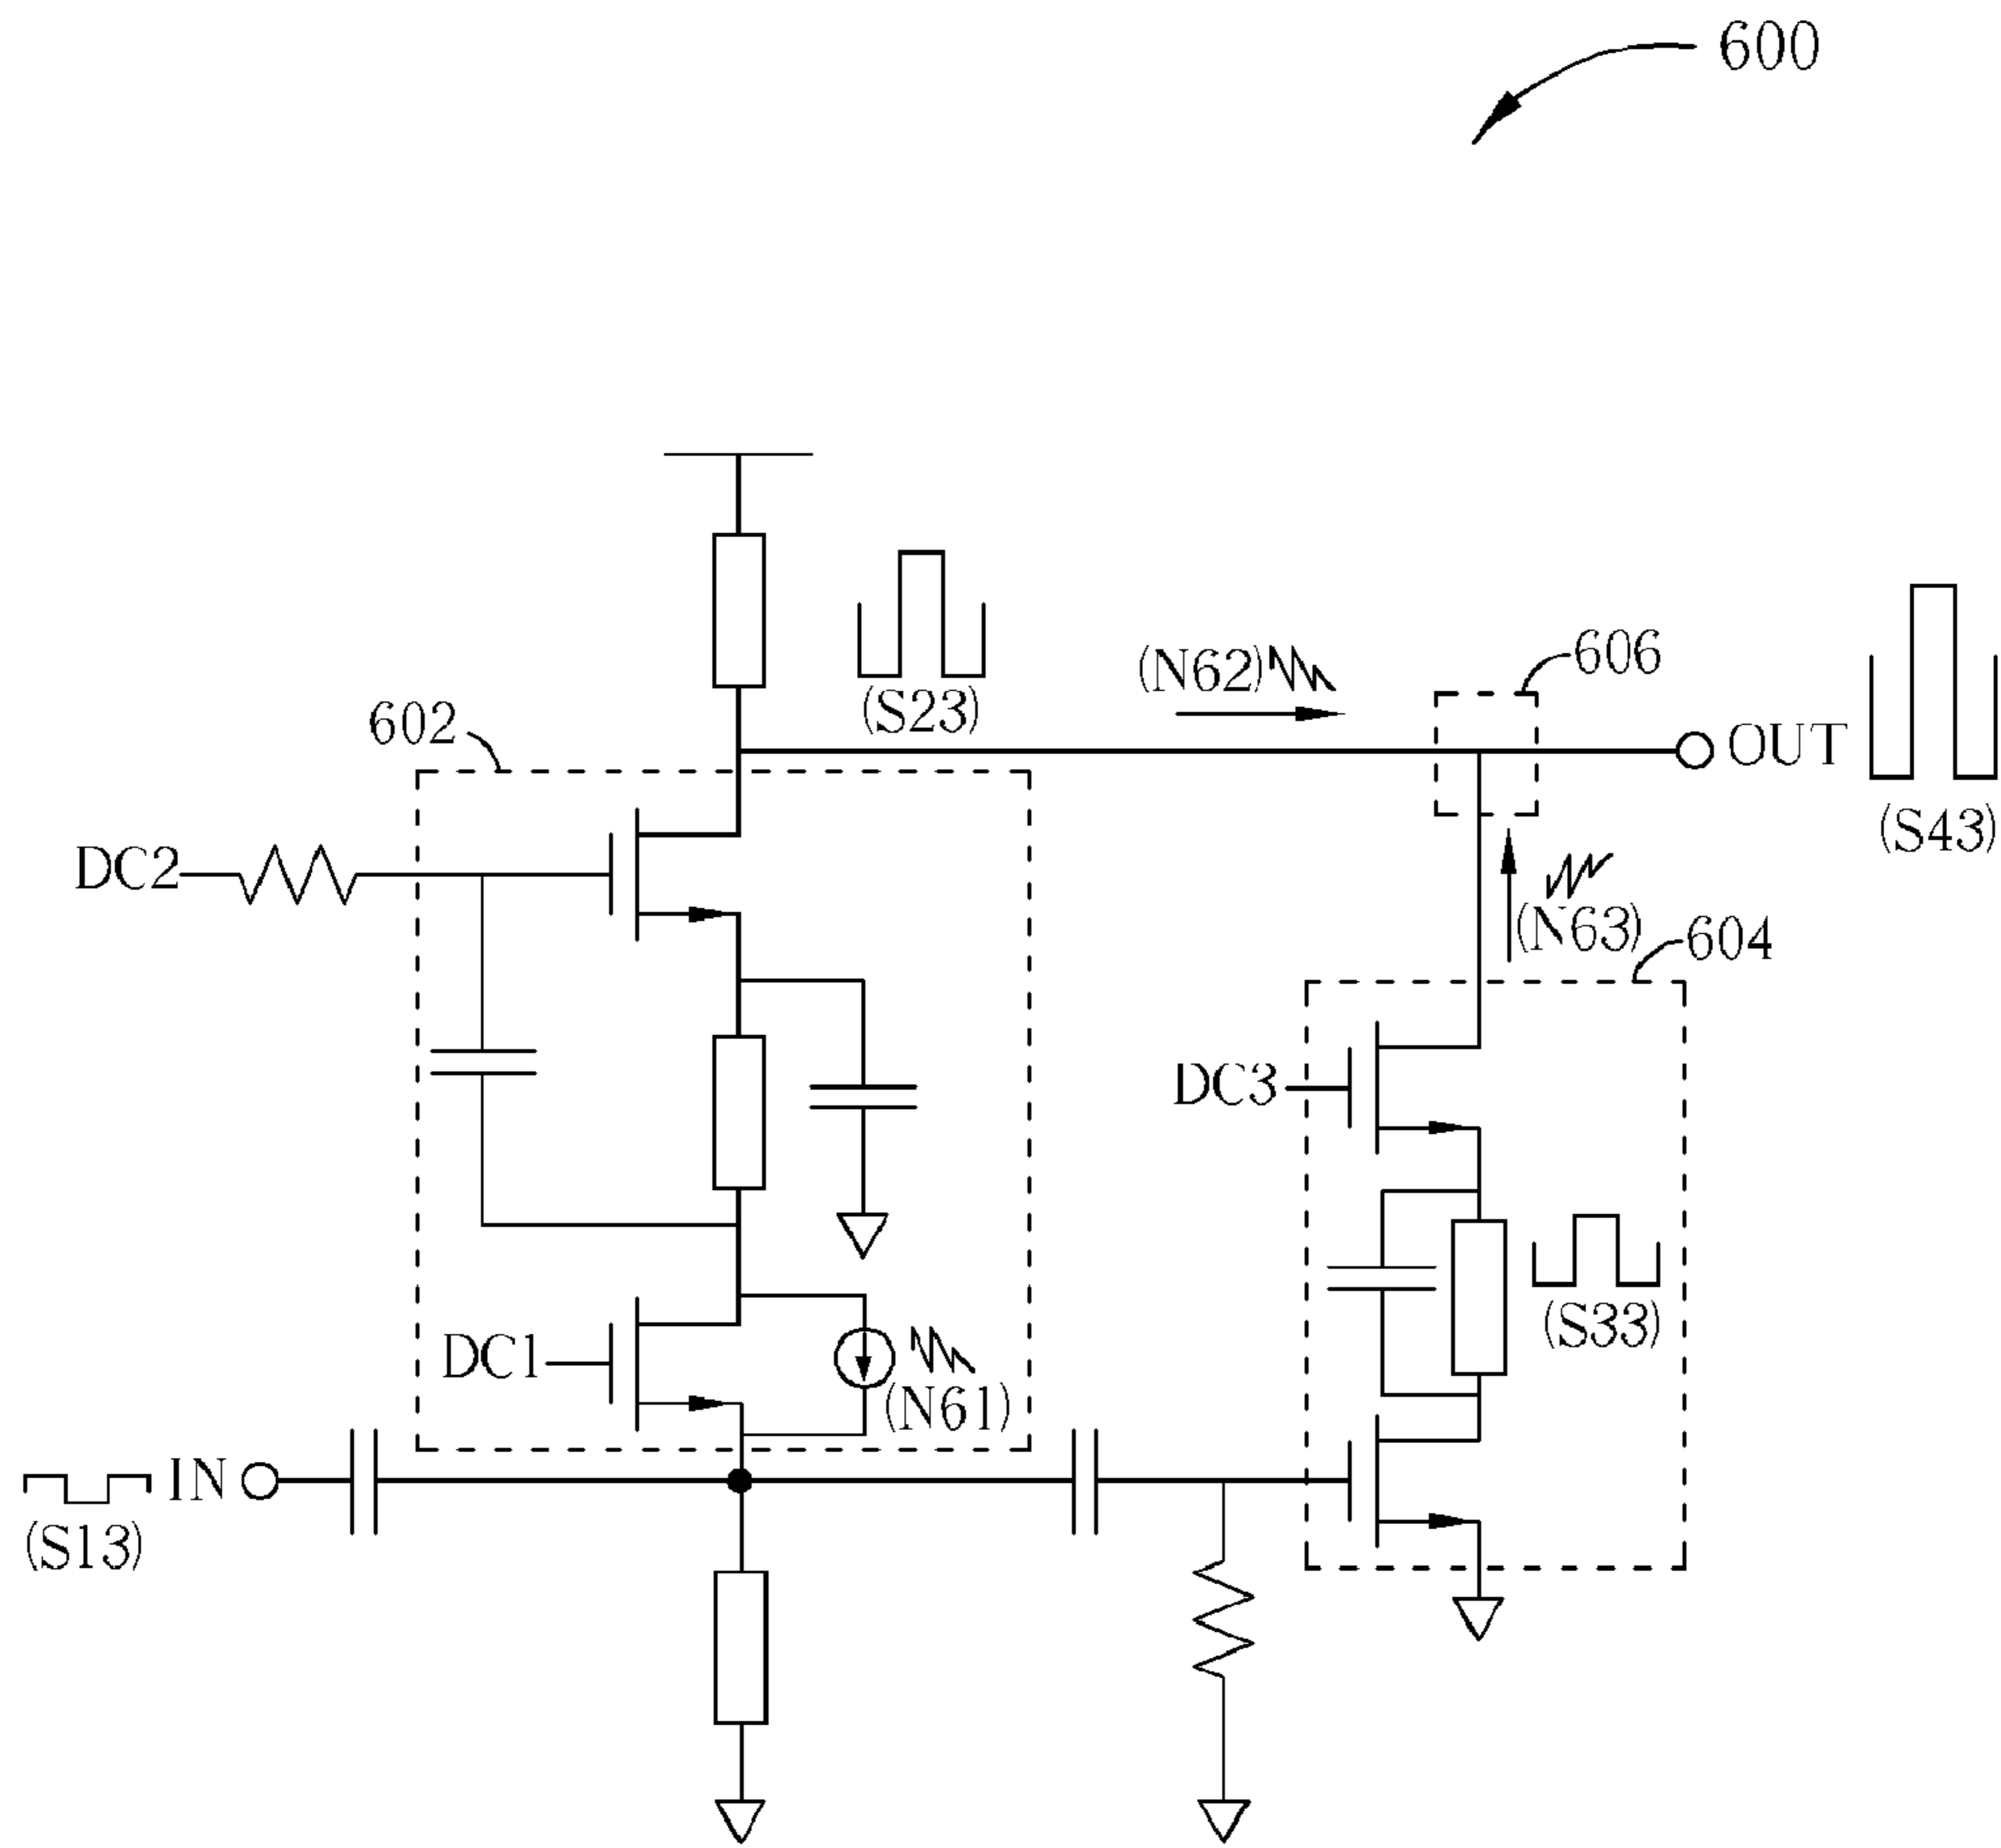 600
(S23)
(N62)
606
602
OUT
(S43)
DC2
(N63)
604
DC3
(S33)
DC1
(N61)
IN
(S13)